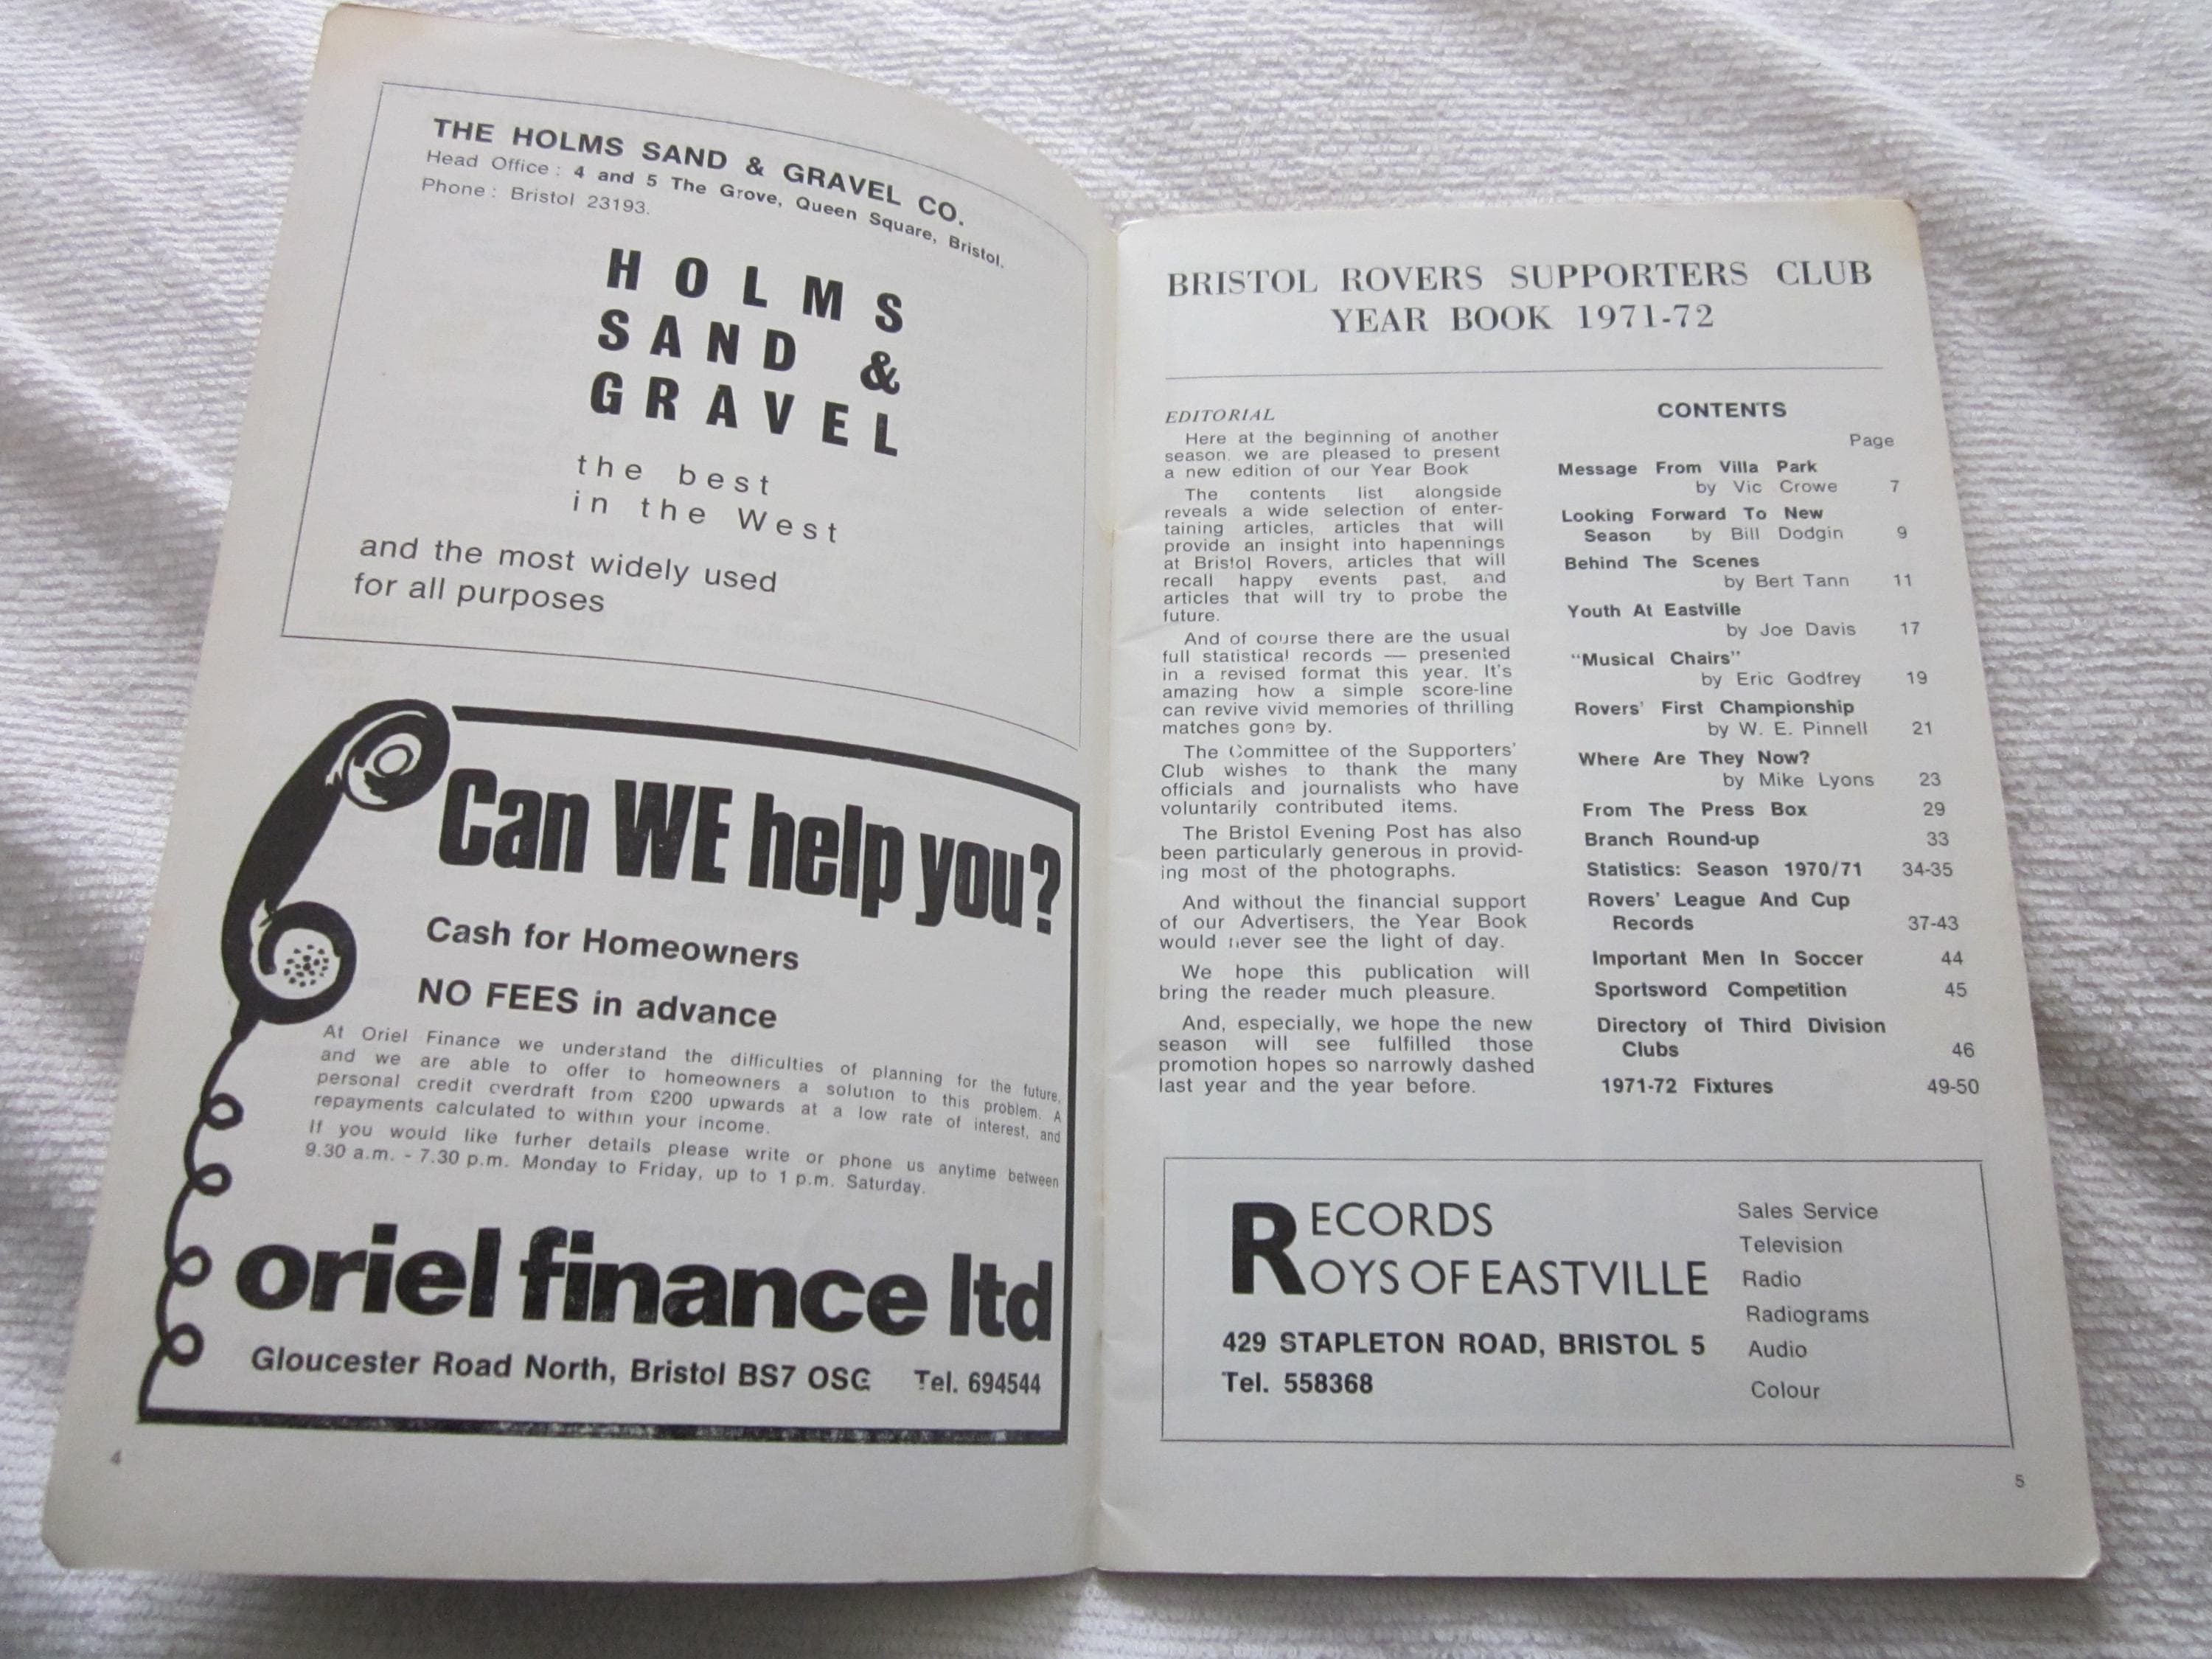 THE HOLMS SAND & GRAVEL CO.
Head Office : 4 and 5 The Grove, Queen Square, Bristol.
Phone : Bristol 23193.
HOLMS
SAND &
GRAVEL
the best
in the West
and the most widely used
for all purposes
Can WE help you?
Cash for Homeowners
NO FEES in advance
At Oriel Finance we understand the difficulties of planning for the future,
and we are able to offer to homeowners a solution to this problem. A
personal credit overdraft from £200 upwards at a low rate of interest, and
repayments calculated to within your income.
If you would like furher details please write or phone us anytime between
9.30 a.m. - 7.30 p.m. Monday to Friday, up to 1 p.m. Saturday.
oriel finance ltd
Gloucester Road North, Bristol BS7 OSG Tel. 694544
4
BRISTOL ROVERS SUPPORTERS CLUB
YEAR BOOK 1971-72
EDITORIAL
Here at the beginning of another
season. we are pleased to present
a new edition of our Year Book
The contents list alongside
reveals a wide selection of enter-
taining articles, articles that will
provide an insight into hapennings
at Bristol Rovers, articles that will
recall happy events past, and
articles that will try to probe the
future.
And of course there are the usual
full statistical records — presented
in a revised format this year. It's
amazing how a simple score-line
can revive vivid memories of thrilling
matches gone by.
The Committee of the Supporters'
Club wishes to thank the many
officials and journalists who have
voluntarily contributed items.
The Bristol Evening Post has also
been particularly generous in provid-
ing most of the photographs.
And without the financial support
of our Advertisers, the Year Book
would never see the light of day.
We hope this publication will
bring the reader much pleasure.
And, especially, we hope the new
season will see fulfilled those
promotion hopes so narrowly dashed
last year and the year before.
CONTENTS
Page
Message From Villa Park
by Vic Crowe 7
Looking Forward To New
Season by Bill Dodgin 9
Behind The Scenes
by Bert Tann 11
Youth At Eastville
by Joe Davis 17
"Musical Chairs"
by Eric Godfrey 19
Rovers' First Championship
by W. E. Pinnell 21
Where Are They Now?
by Mike Lyons 23
From The Press Box 29
Branch Round-up 33
Statistics: Season 1970/71 34-35
Rovers' League And Cup
Records 37-43
Important Men In Soccer 44
Sportsword Competition 45
Directory of Third Division
Clubs 46
1971-72 Fixtures 49-50
RECORDS
ROYS OF EASTVILLE
429 STAPLETON ROAD, BRISTOL 5
Tel. 558368
Sales Service
Television
Radio
Radiograms
Audio
Colour
5